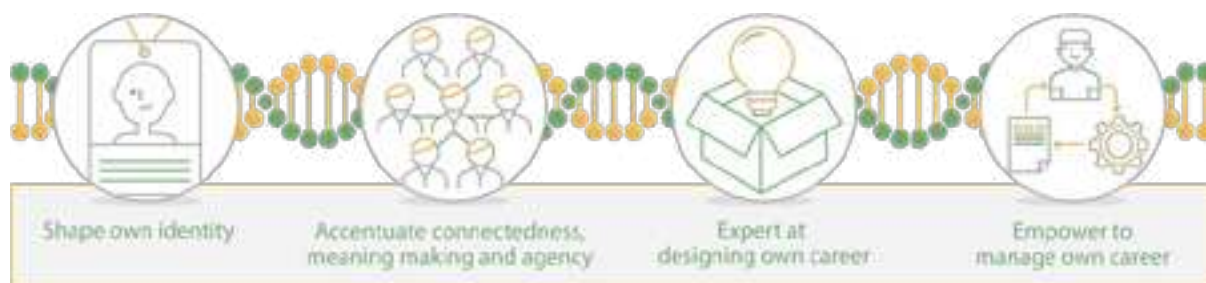 Shape own identity
Accentuate connectedness,
meaning making and agency
Expert at
designing own career
Empower to
manage own career